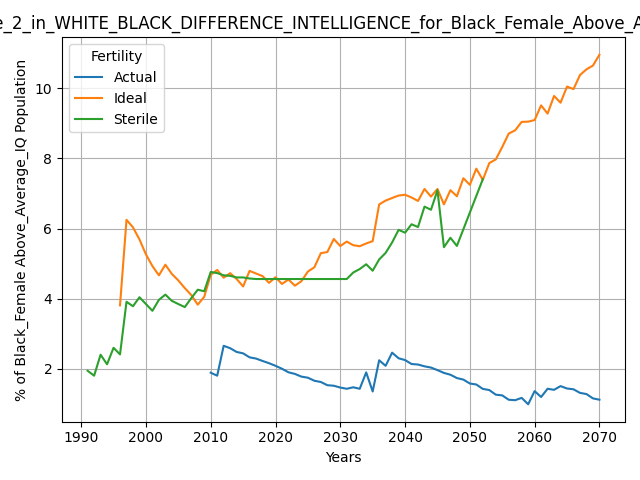 e_2_in_WHITE_BLACK_DIFFERENCE_INTELLIGENCE_for_Black_Female_Above_A
Fertility
Actual
Ideal
Sterile
% of Black_Female Above_Average_IQ Population
10
8
6
4
2
1990 2000 2010 2020 2030 2040 2050 2060 2070
Years